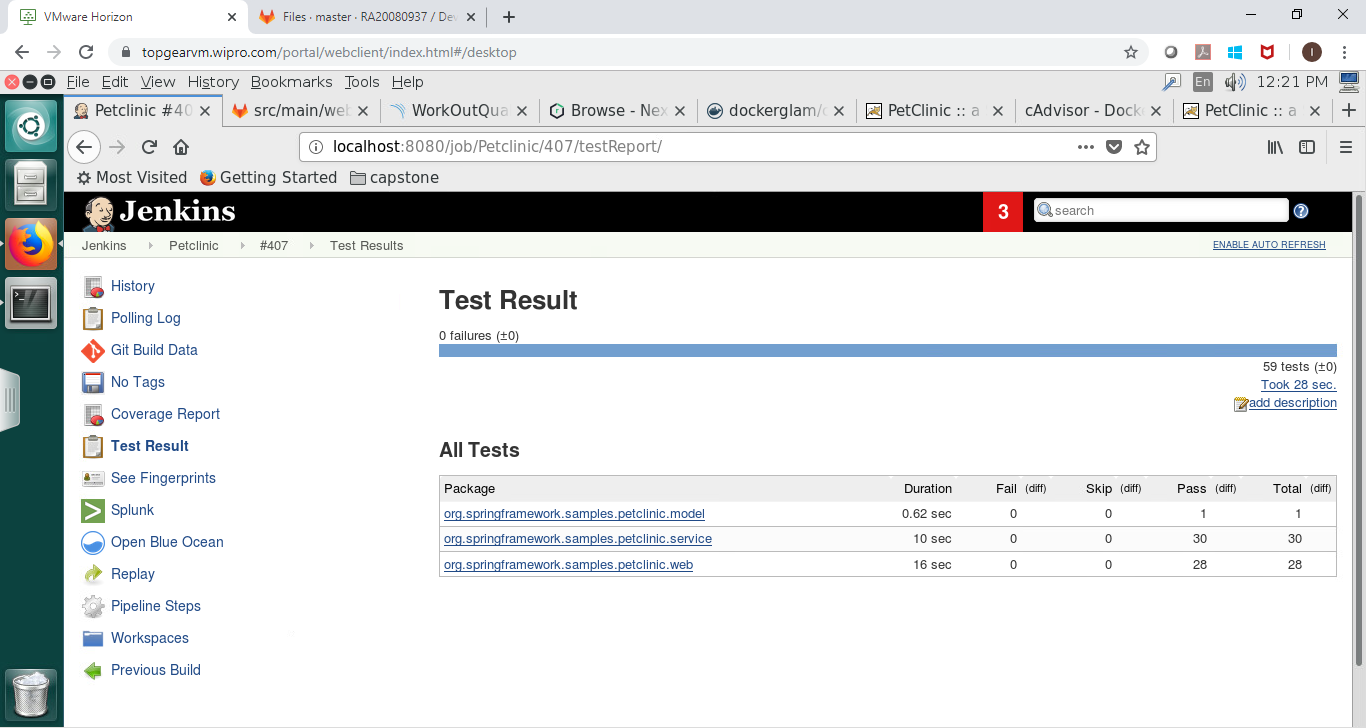 VMware Horizon
Files · master · RA20080937 / Dev
topgearvm.wipro.com/portal/webclient/index.html#/desktop
I
File Edit View History Bookmarks Tools Help
En
12:21 PM
Petclinic #40
src/main/web
WorkOutQua
Browse - Nex
dockerglam/c
PetClinic :: a
cAdvisor - Docke
PetClinic :: a
localhost:8080/job/Petclinic/407/testReport/
Most Visited
Getting Started
capstone
Jenkins
3
search
Jenkins
Petclinic
#407
Test Results
ENABLE AUTO REFRESH
History
Polling Log
Git Build Data
No Tags
Coverage Report
Test Result
See Fingerprints
Splunk
Open Blue Ocean
Replay
Pipeline Steps
Workspaces
Previous Build
Test Result
0 failures (±0)
59 tests (±0)
Took 28 sec.
add description
All Tests
Package Duration Fail (diff) Skip (diff) Pass (diff) Total (diff)
org.springframework.samples.petclinic.model 0.62 sec 0 0 1 1
org.springframework.samples.petclinic.service 10 sec 0 0 30 30
org.springframework.samples.petclinic.web 16 sec 0 0 28 28